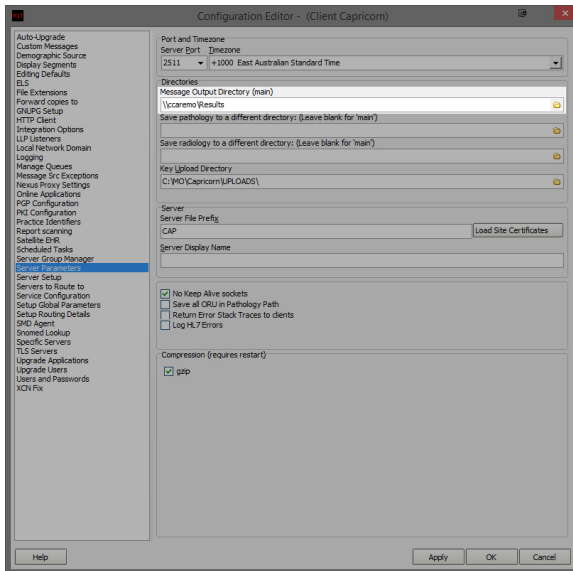 Configuration Editor - (Client Capricorn)
Auto-Upgrade
Custom Messages
Demographic Source
Display Segments
Editing Defaults
ELS
File Extensions
Forward copies to
GNUPG Setup
HTTP Client
Integration Options
LLP Listeners
Local Network Domain
Logging
Manage Queues
Message Src Exceptions
Nexus Proxy Settings
Online Applications
PGP Configuration
PKI Configuration
Practice Identifiers
Report scanning
Satellite EHR
Scheduled Tasks
Server Group Manager
Server Parameters
Server Setup
Servers to Route to
Service Configuration
Setup Global Parameters
Setup Routing Details
SMD Agent
Snomed Lookup
Specific Servers
TLS Servers
Upgrade Applications
Upgrade Users
Users and Passwords
XCN Fix
Port and Timezone
Server Port Timezone
2511 +1000 East Australian Standard Time
Directories
Message Output Directory (main)
\\ccaremo\Results
Save pathology to a different directory: (Leave blank for 'main')
Save radiology to a different directory: (Leave blank for 'main')
Key Upload Directory
C:\MO\Capricorn\UPLOADS\
Server
Server File Prefix
CAP Load Site Certificates
Server Display Name
No Keep Alive sockets
Save all ORU in Pathology Path
Return Error Stack Traces to clients
Log HL7 Errors
Compression (requires restart)
gzip
Help Apply OK Cancel